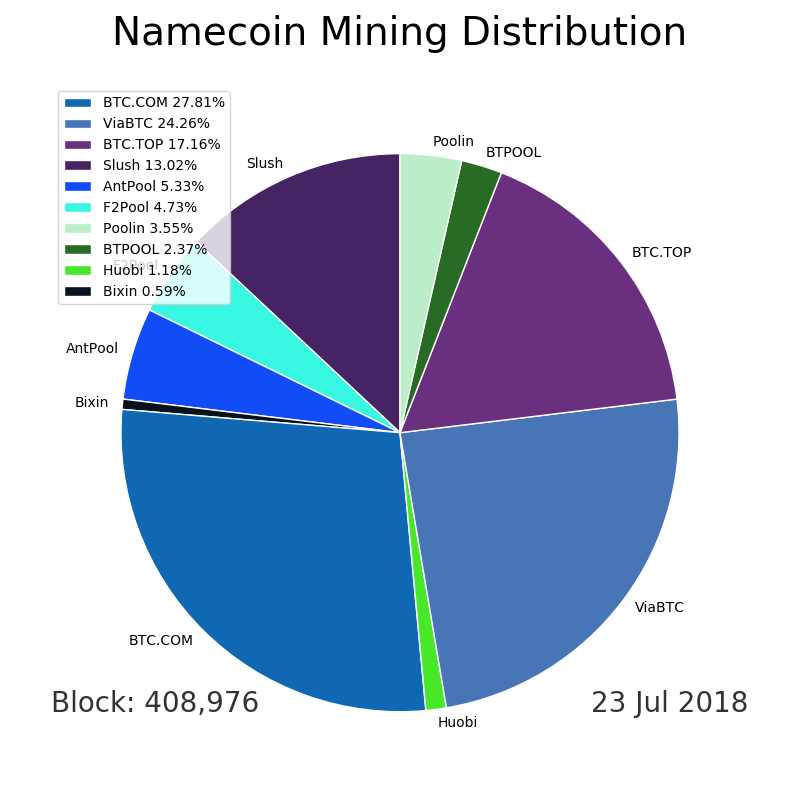 Namecoin Mining Distribution
BTC.COM 27.81%
ViaBTC 24.26%
BTC.TOP 17.16%
Slush 13.02%
AntPool 5.33%
F2Pool 4.73%
Poolin 3.55%
BTPOOL 2.37%
Huobi 1.18%
Bixin 0.59%
Poolin
BTPOOL
Slush
BTC.TOP
F2Pool
AntPool
Bixin
ViaBTC
BTC.COM
Huobi
Block: 408,976
23 Jul 2018